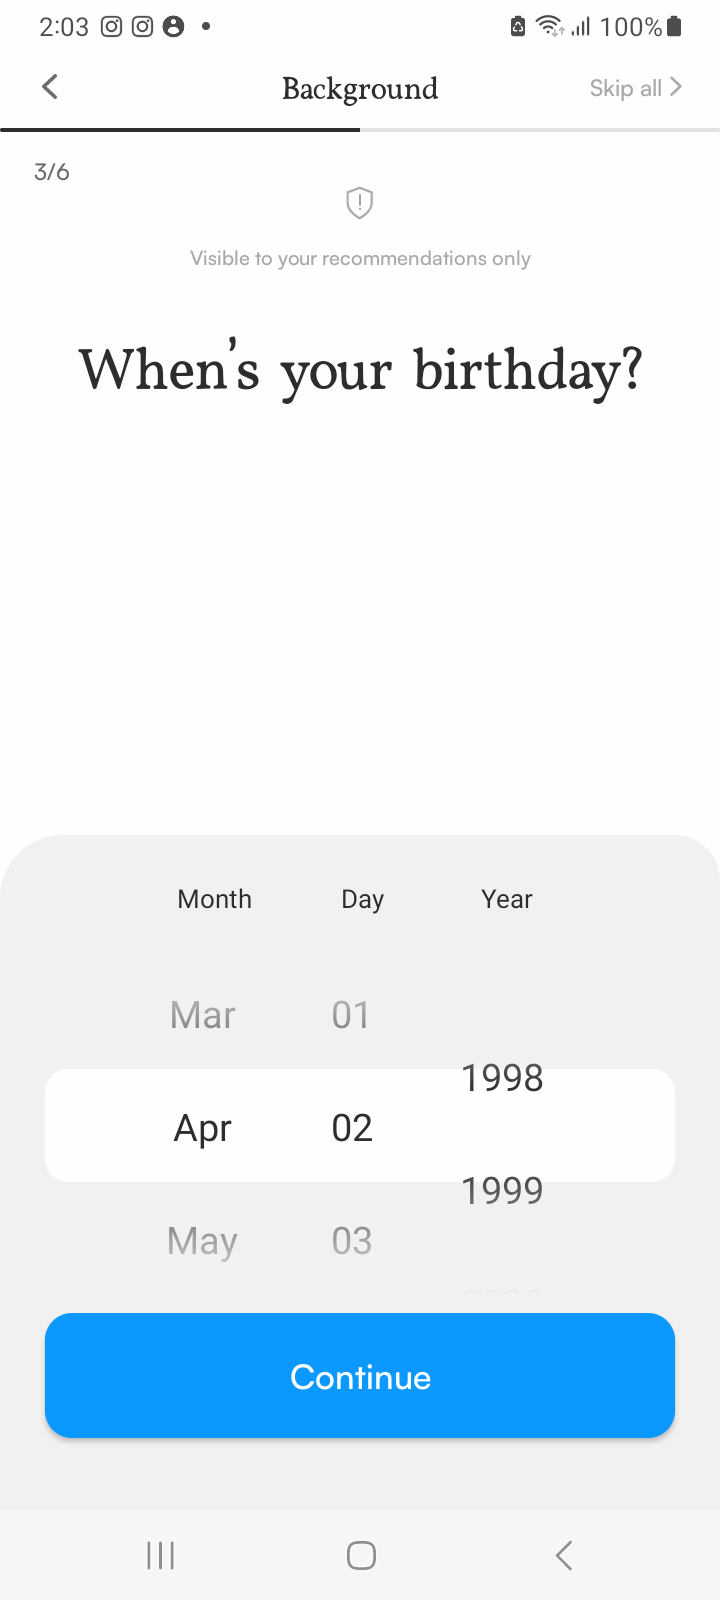 2:03 100%
Background Skip all
3/6
Visible to your recommendations only
When's your birthday?
Month Day Year
Mar 01
1998
Apr 02
1999
May 03
Continue